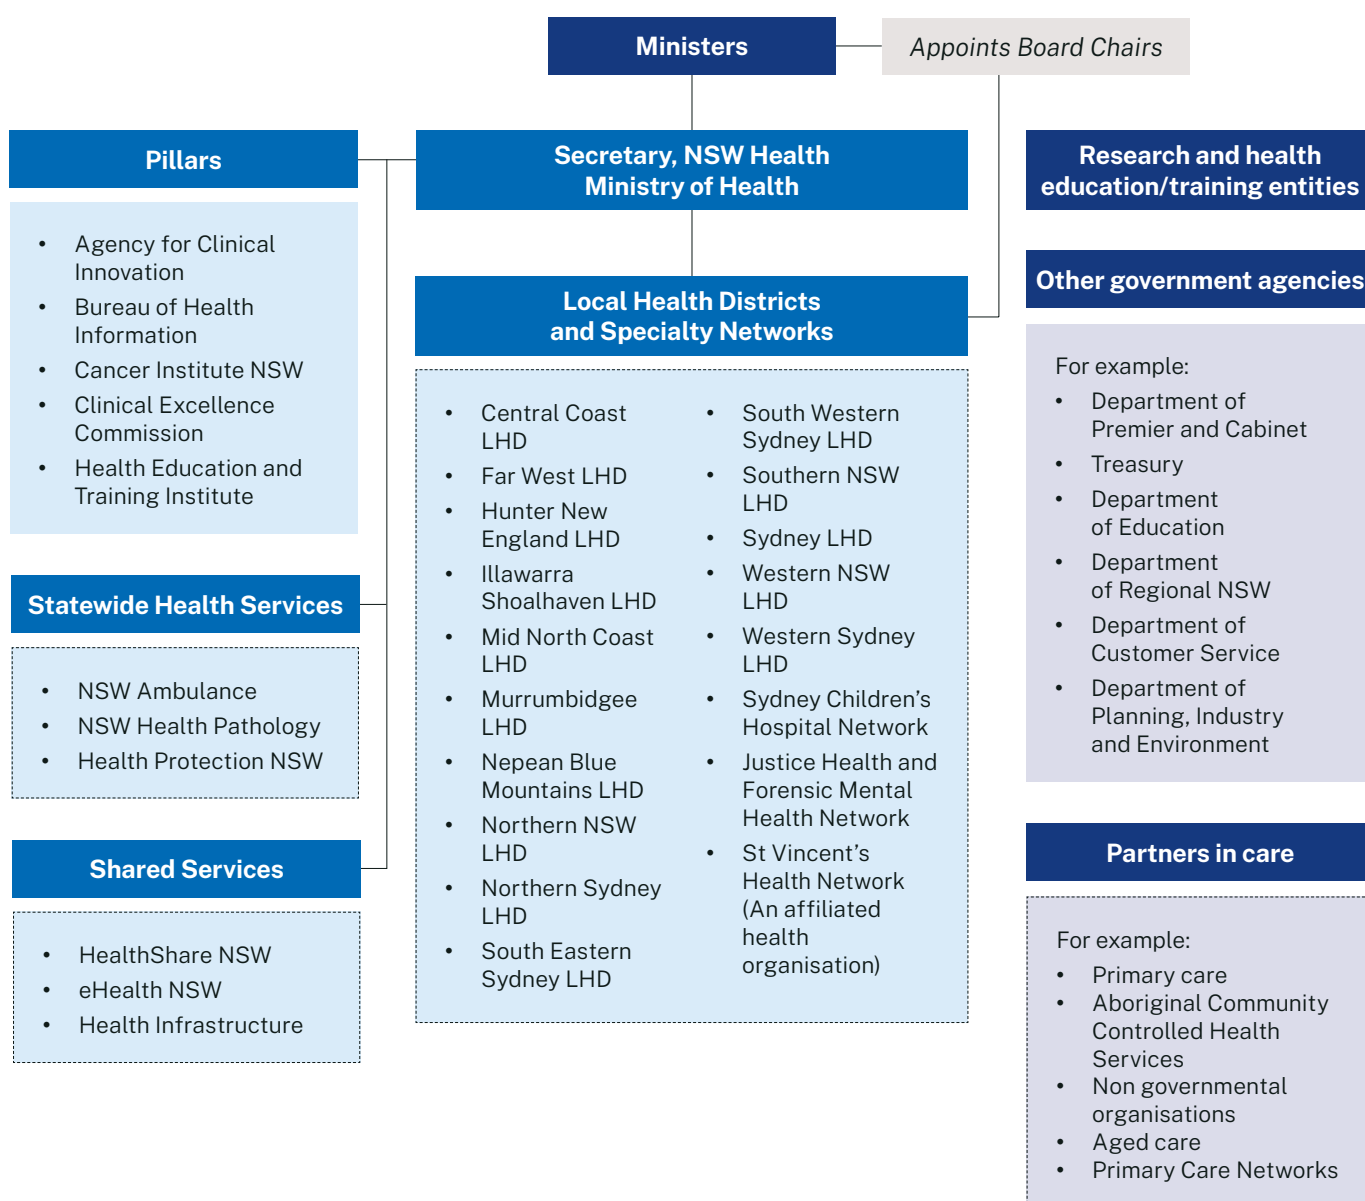 Ministers
Appoints Board Chairs
Pillars
• Agency for Clinical
Innovation
• Bureau of Health
Information
• Cancer Institute NSW
• Clinical Excellence
Commission
• Health Education and
Training Institute
Statewide Health Services
• NSW Ambulance
• NSW Health Pathology
• Health Protection NSW
Shared Services
• HealthShare NSW
• eHealth NSW
• Health Infrastructure
Secretary, NSW Health
Ministry of Health
Local Health Districts
and Specialty Networks
• Central Coast
LHD
• Far West LHD
• Hunter New
England LHD
• Illawarra
Shoalhaven LHD
• Mid North Coast
LHD
• Murrumbidgee
LHD
• Nepean Blue
Mountains LHD
• Northern NSW
LHD
• Northern Sydney
LHD
• South Eastern
Sydney LHD
• South Western
Sydney LHD
• Southern NSW
LHD
• Sydney LHD
• Western NSW
LHD
• Western Sydney
LHD
• Sydney Children's
Hospital Network
• Justice Health and
Forensic Mental
Health Network
• St Vincent's
Health Network
(An affiliated
health
organisation)
Research and health
education/training entities
Other government agencies
For example:
• Department of
Premier and Cabinet
• Treasury
• Department
of Education
• Department
of Regional NSW
• Department of
Customer Service
• Department of
Planning, Industry
and Environment
Partners in care
For example:
• Primary care
• Aboriginal Community
Controlled Health
Services
• Non governmental
organisations
• Aged care
• Primary Care Networks